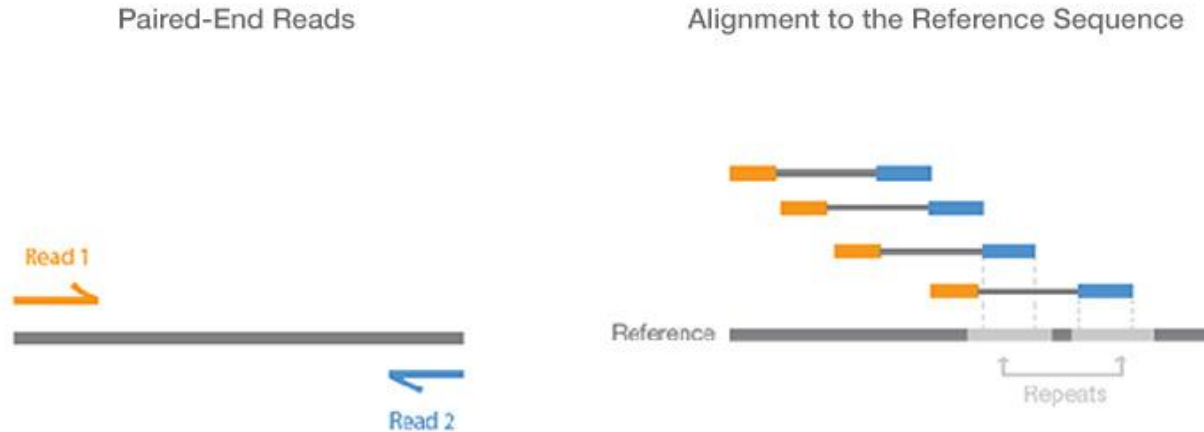 Paired-End Reads
Alignment to the Reference Sequence
Read 1
Read 2
Reference
Repeats